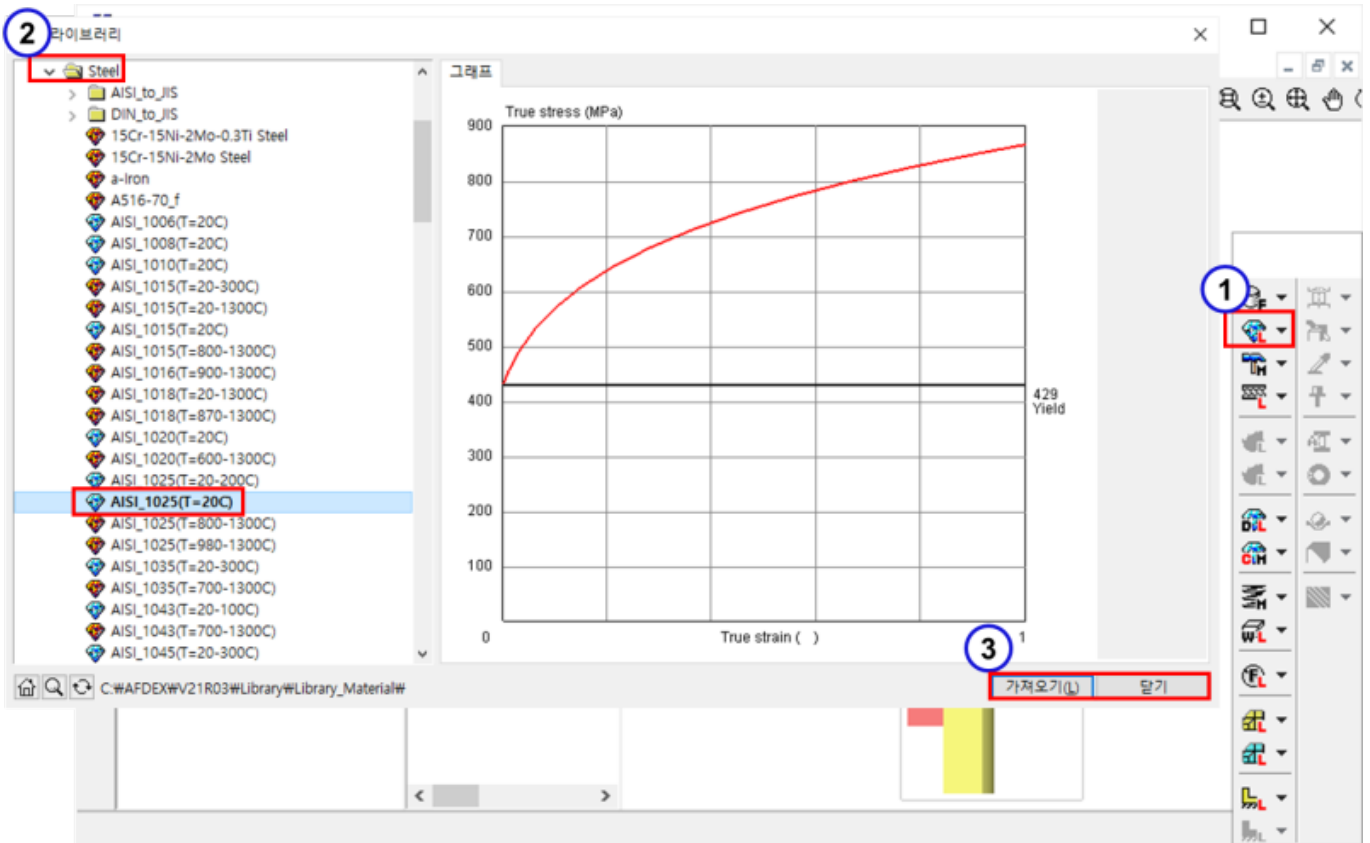 2
라이브러리
Steel
AISI_to_JIS
DIN_to_JIS
15Cr-15Ni-2Mo-0.3Ti Steel
15Cr-15Ni-2Mo Steel
a-Iron
A516-70_f
AISI_1006(T=20C)
AISI_1008(T=20C)
AISI_1010(T=20C)
AISI_1015(T=20-300C)
AISI_1015(T=20-1300C)
AISI_1015(T=20C)
AISI_1015(T=800-1300C)
AISI_1016(T=900-1300C)
AISI_1018(T=20-1300C)
AISI_1018(T=870-1300C)
AISI_1020(T=20C)
AISI_1020(T=600-1300C)
AISI_1025(T=20-200C)
AISI_1025(T=20C)
AISI_1025(T=800-1300C)
AISI_1025(T=980-1300C)
AISI_1035(T=20-300C)
AISI_1035(T=700-1300C)
AISI_1043(T=20-100C)
AISI_1043(T=700-1300C)
AISI_1045(T=20-300C)
C:₩AFDEX₩V21R03₩Library₩Library_Material₩
그래프
True stress (MPa)
900
800
700
600
500
400
300
200
100
0
429
Yield
True strain ( )
1
3
가져오기(L)
닫기
1
F
L
M
L
L
L
D L
C M
M
W L
F L
L
L
L
L